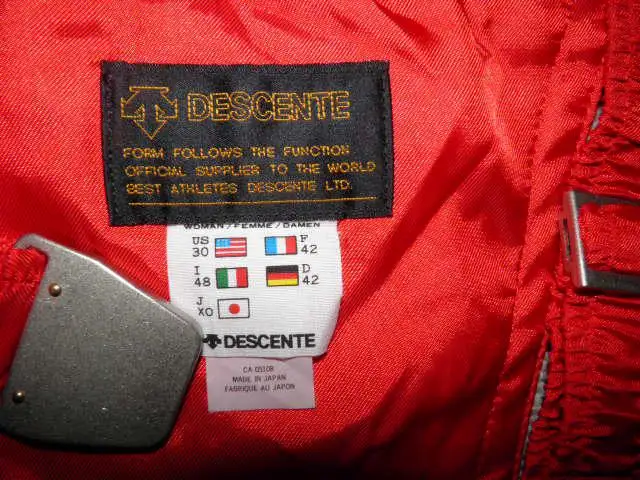 DESCENTE
FORM FOLLOWS THE FUNCTION
OFFICIAL SUPPLIER TO THE WORLD
BEST ATHLETES DESCENTE LTD.
WOMAN/FEMME/DAMEN
US 30 F 42
I 48 D 42
J XO
DESCENTE
CA 05108
MADE IN JAPAN
FABRIQUÉ AU JAPON